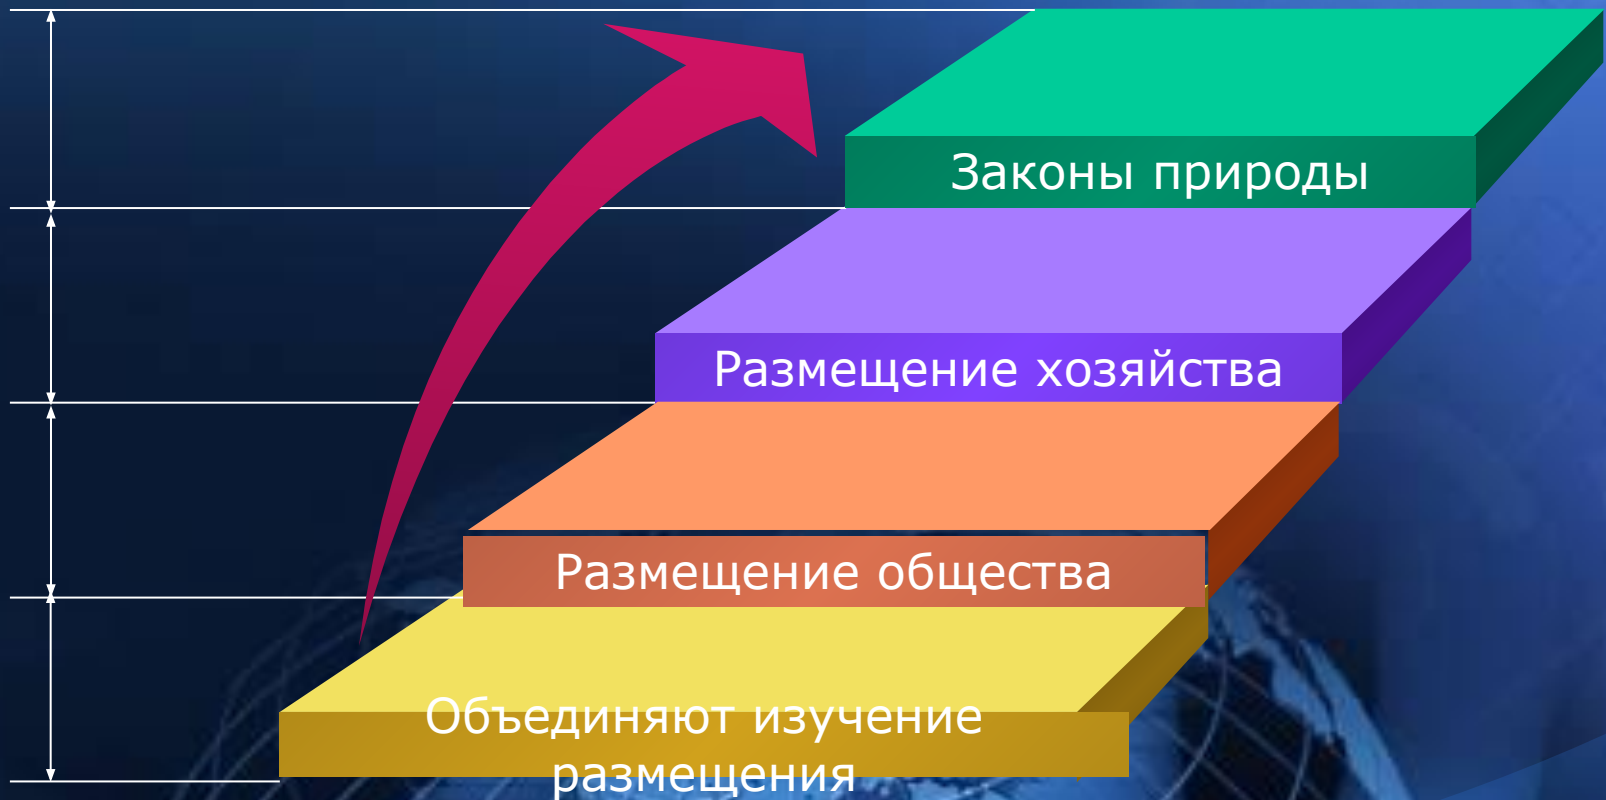 Законы природы
Размещение хозяйства
Размещение общества
Объединяют изучение
размещения